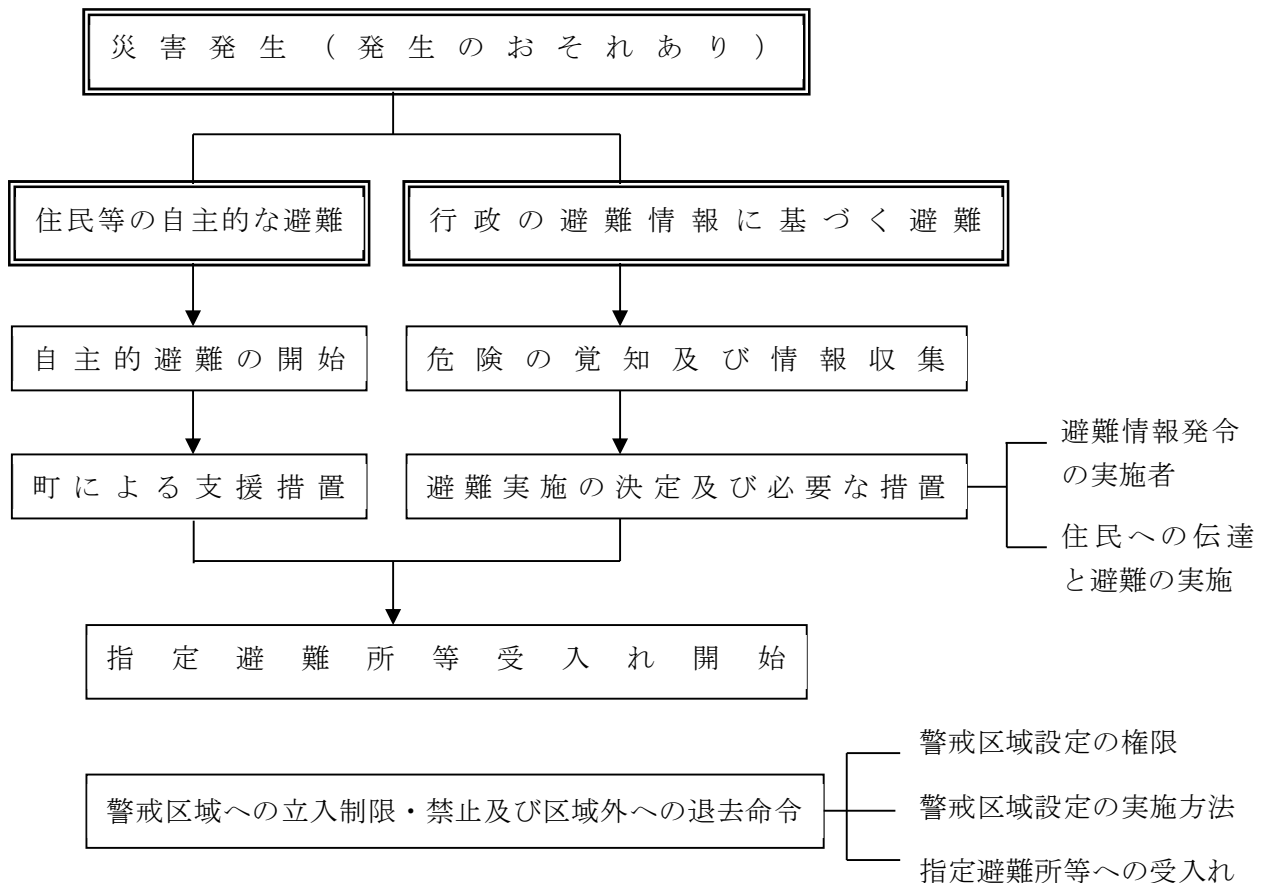 災害発生(発生のおそれあり)
住民等の自主的な避難
行政の避難情報に基づく避難
自主的避難の開始
危険の覚知及び情報収集
町による支援措置
避難実施の決定及び必要な措置
避難情報発令
の実施者
住民への伝達
と避難の実施
指定避難所等受入れ開始
警戒区域への立入制限・禁止及び区域外への退去命令
警戒区域設定の権限
警戒区域設定の実施方法
指定避難所等への受入れ